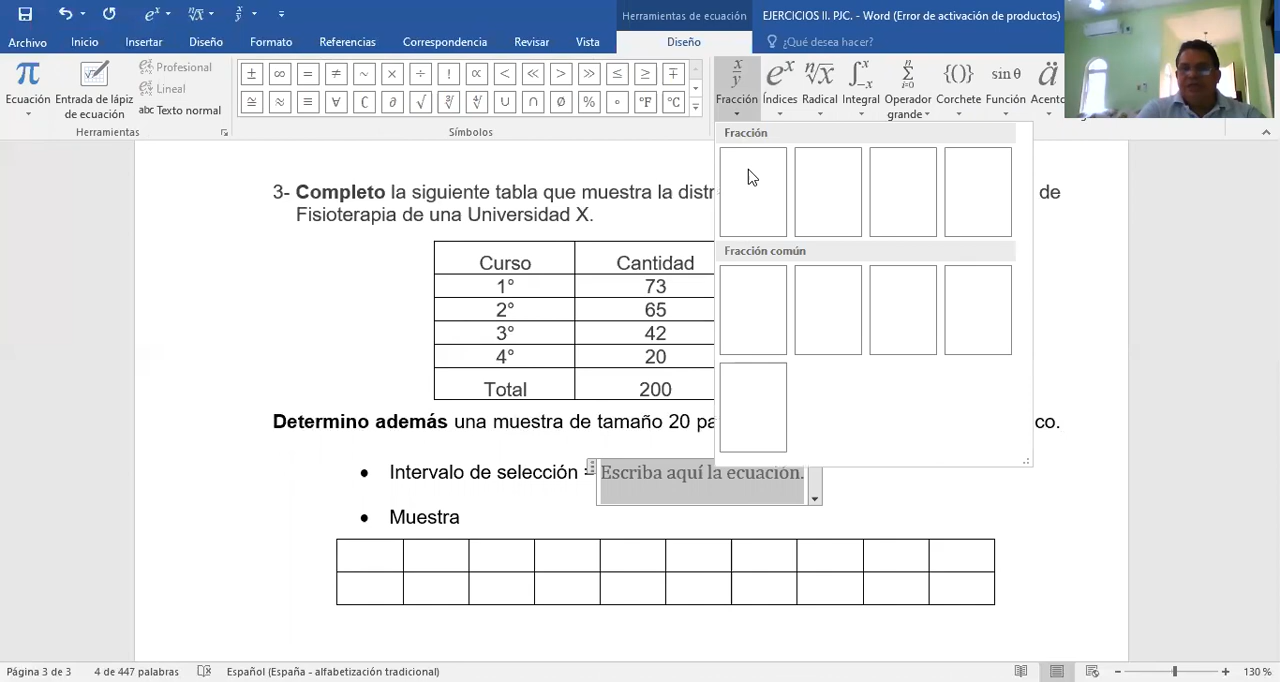 Herramientas de ecuación
EJERCICIOS II. PJC. - Word (Error de activación de productos)
Archivo Inicio Insertar Diseño Formato Referencias Correspondencia Revisar Vista Diseño ¿Qué desea hacer?
π Ecuación
Entrada de lápiz de ecuación
Profesional
Lineal
abc Texto normal
Herramientas
± ∞ = ≠ ~ × ÷ ! ∝ < ≪ > ≫ ≤ ≥ ∓
≅ ≈ ≡ ∀ ∁ ∂ √ ∛ ∜ ∪ ∩ ∅ % ° °F °C
Símbolos
Fracción Índices Radical Integral Operador grande Corchete Función Acento
Fracción
Fracción común
3- Completo la siguiente tabla que muestra la distr de
Fisioterapia de una Universidad X.
Curso Cantidad
1° 73
2° 65
3° 42
4° 20
Total 200
Determino además una muestra de tamaño 20 pa co.
• Intervalo de selección = Escriba aquí la ecuación.
• Muestra
Página 3 de 3 4 de 447 palabras Español (España - alfabetización tradicional) 130 %